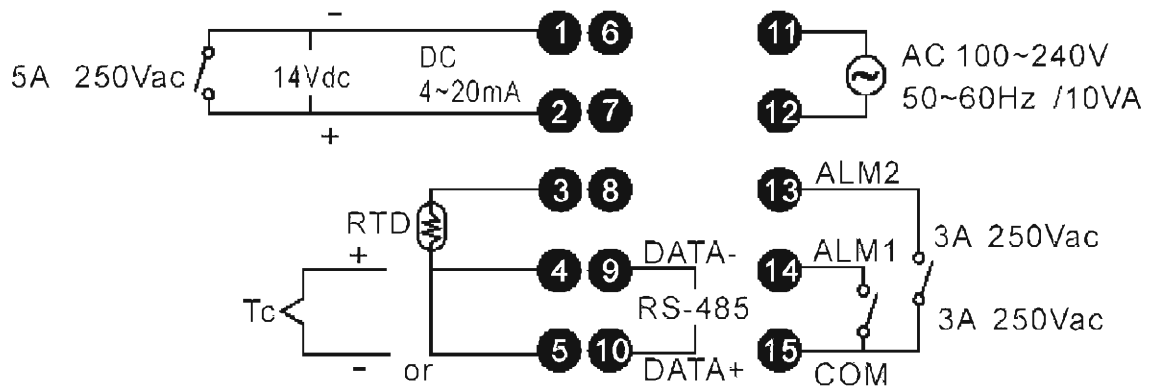 −
1 6
11
5A 250Vac
14Vdc
DC
4~20mA
AC 100~240V
50~60Hz /10VA
2 7
12
+
3 8
13 ALM2
RTD
+
4
9 DATA-
14 ALM1
3A 250Vac
Tc
RS-485
3A 250Vac
5
10 DATA+
15 COM
- or